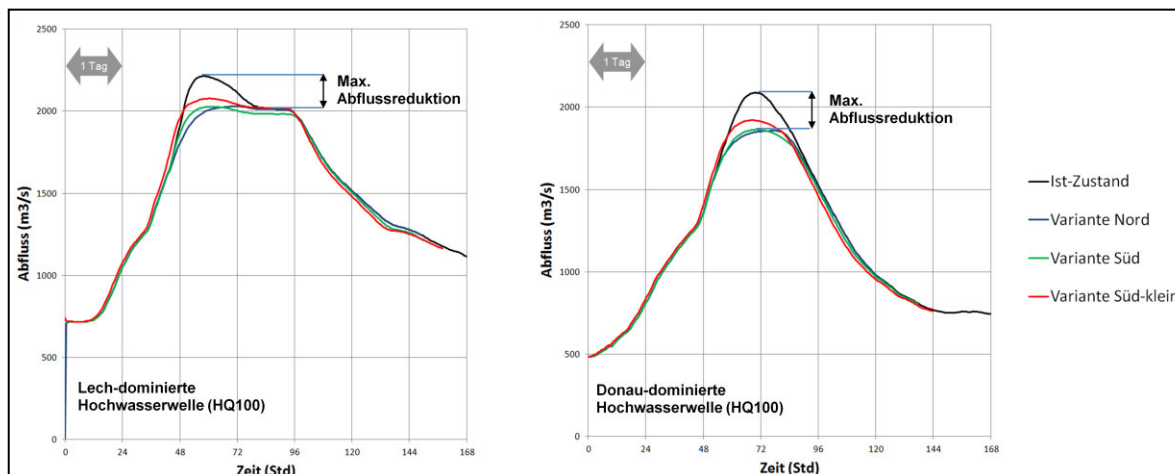 2500
2000
1500
1000
500
0
Abfluss (m3/s)
1 Tag
Max.
Abflussreduktion
Lech-dominierte
Hochwasserwelle (HQ100)
0 24 48 72 96 120 144 168
Zeit (Std)
2500
2000
1500
1000
500
0
Abfluss (m3/s)
1 Tag
Max.
Abflussreduktion
Donau-dominierte
Hochwasserwelle (HQ100)
0 24 48 72 96 120 144 168
Zeit (Std)
Ist-Zustand
Variante Nord
Variante Süd
Variante Süd-klein